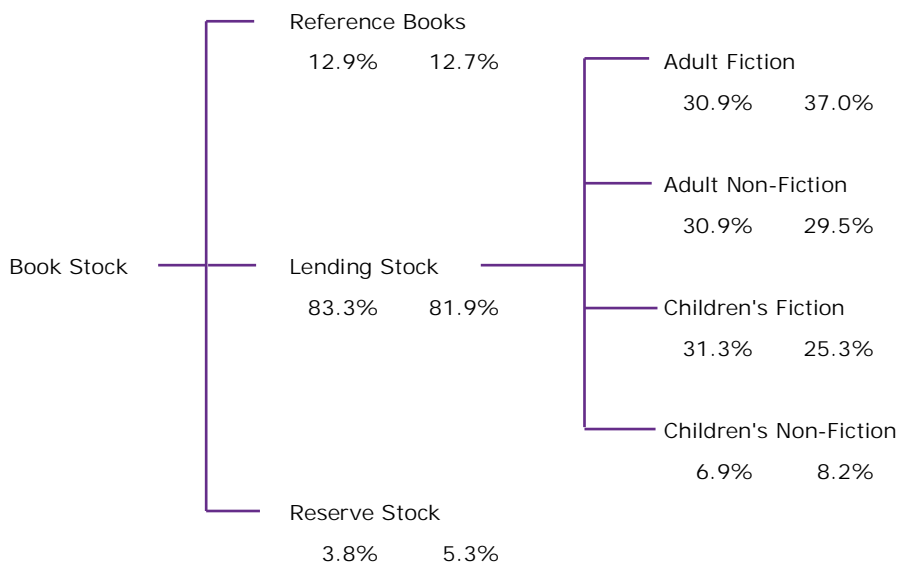 Reference Books
12.9% 12.7%
Adult Fiction
30.9% 37.0%
Adult Non-Fiction
30.9% 29.5%
Book Stock
Lending Stock
83.3% 81.9%
Children's Fiction
31.3% 25.3%
Children's Non-Fiction
6.9% 8.2%
Reserve Stock
3.8% 5.3%